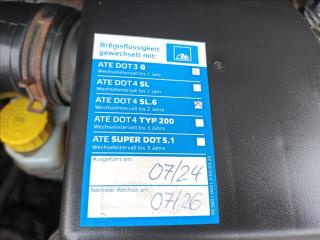 Bremsflüssigkeit
gewechselt mit:
ATE
ATE DOT 3 G
Wechselintervall bis 1 Jahr
ATE DOT 4 SL
Wechselintervall bis 1 Jahr
ATE DOT 4 SL.6
Wechselintervall bis 2 Jahre
ATE DOT 4 TYP 200
Wechselintervall bis 3 Jahre
ATE SUPER DOT 5.1
Wechselintervall bis 3 Jahre
Ausgeführt am:
07/24
Nächster Wechsel am:
07/26